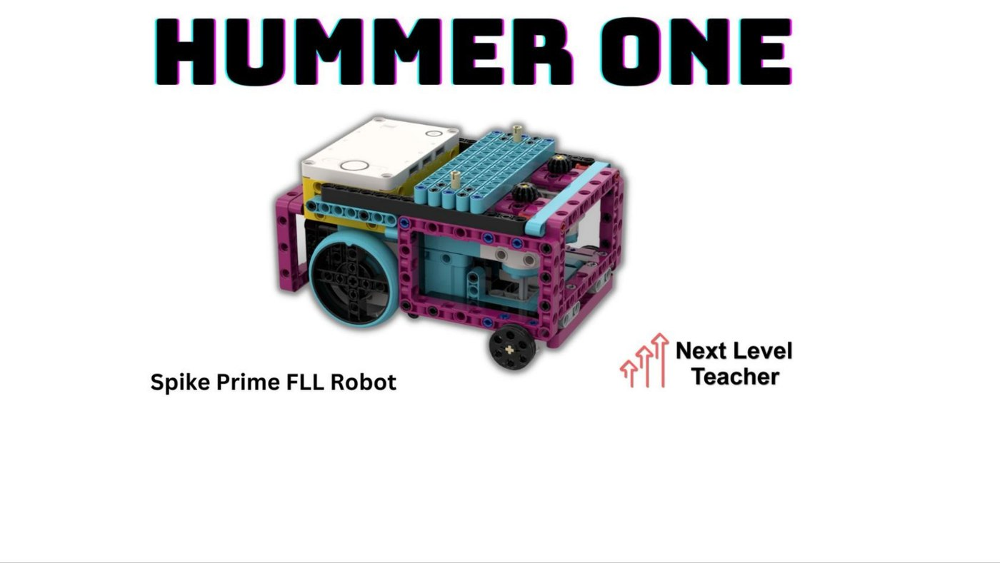 HUMMER ONE
Spike Prime FLL Robot
Next Level
Teacher